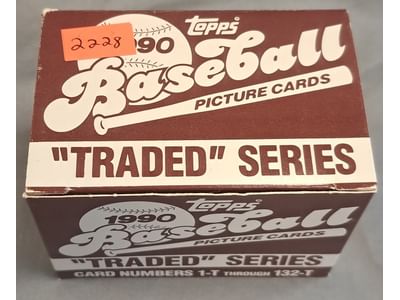 2228
Topps
1990
Baseball
PICTURE CARDS
"TRADED" SERIES
Topps
1990
Baseball
PICTURE CARDS
"TRADED" SERIES
CARD NUMBERS 1-T THROUGH 132-T